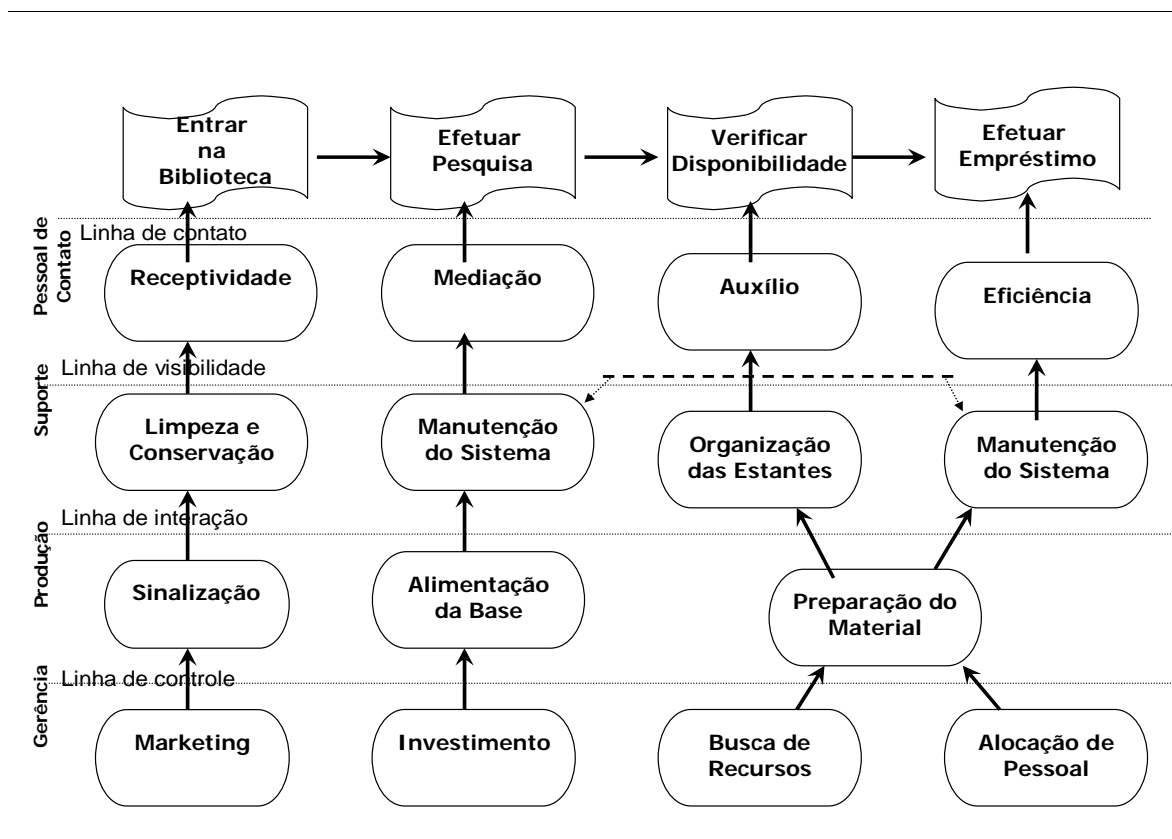 Entrar
na
Biblioteca
Efetuar
Pesquisa
Verificar
Disponibilidade
Efetuar
Empréstimo
Pessoal de
Contato
Linha de contato
Receptividade
Mediação
Auxílio
Eficiência
Linha de visibilidade
Suporte
Limpeza e
Conservação
Manutenção
do Sistema
Organização
das Estantes
Manutenção
do Sistema
Linha de interação
Produção
Sinalização
Alimentação
da Base
Preparação do
Material
Linha de controle
Gerência
Marketing
Investimento
Busca de
Recursos
Alocação de
Pessoal